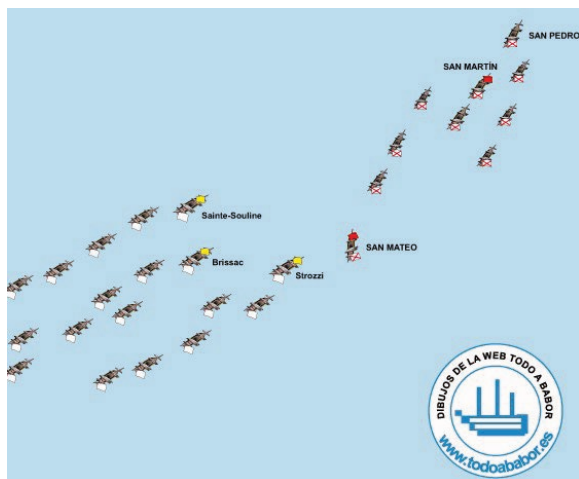 SAN PEDRO
SAN MARTÍN
Sainte-Souline
SAN MATEO
Brissac
Strozzi
DIBUJOS DE LA WEB TODO A BABOR
www.todoababor.es